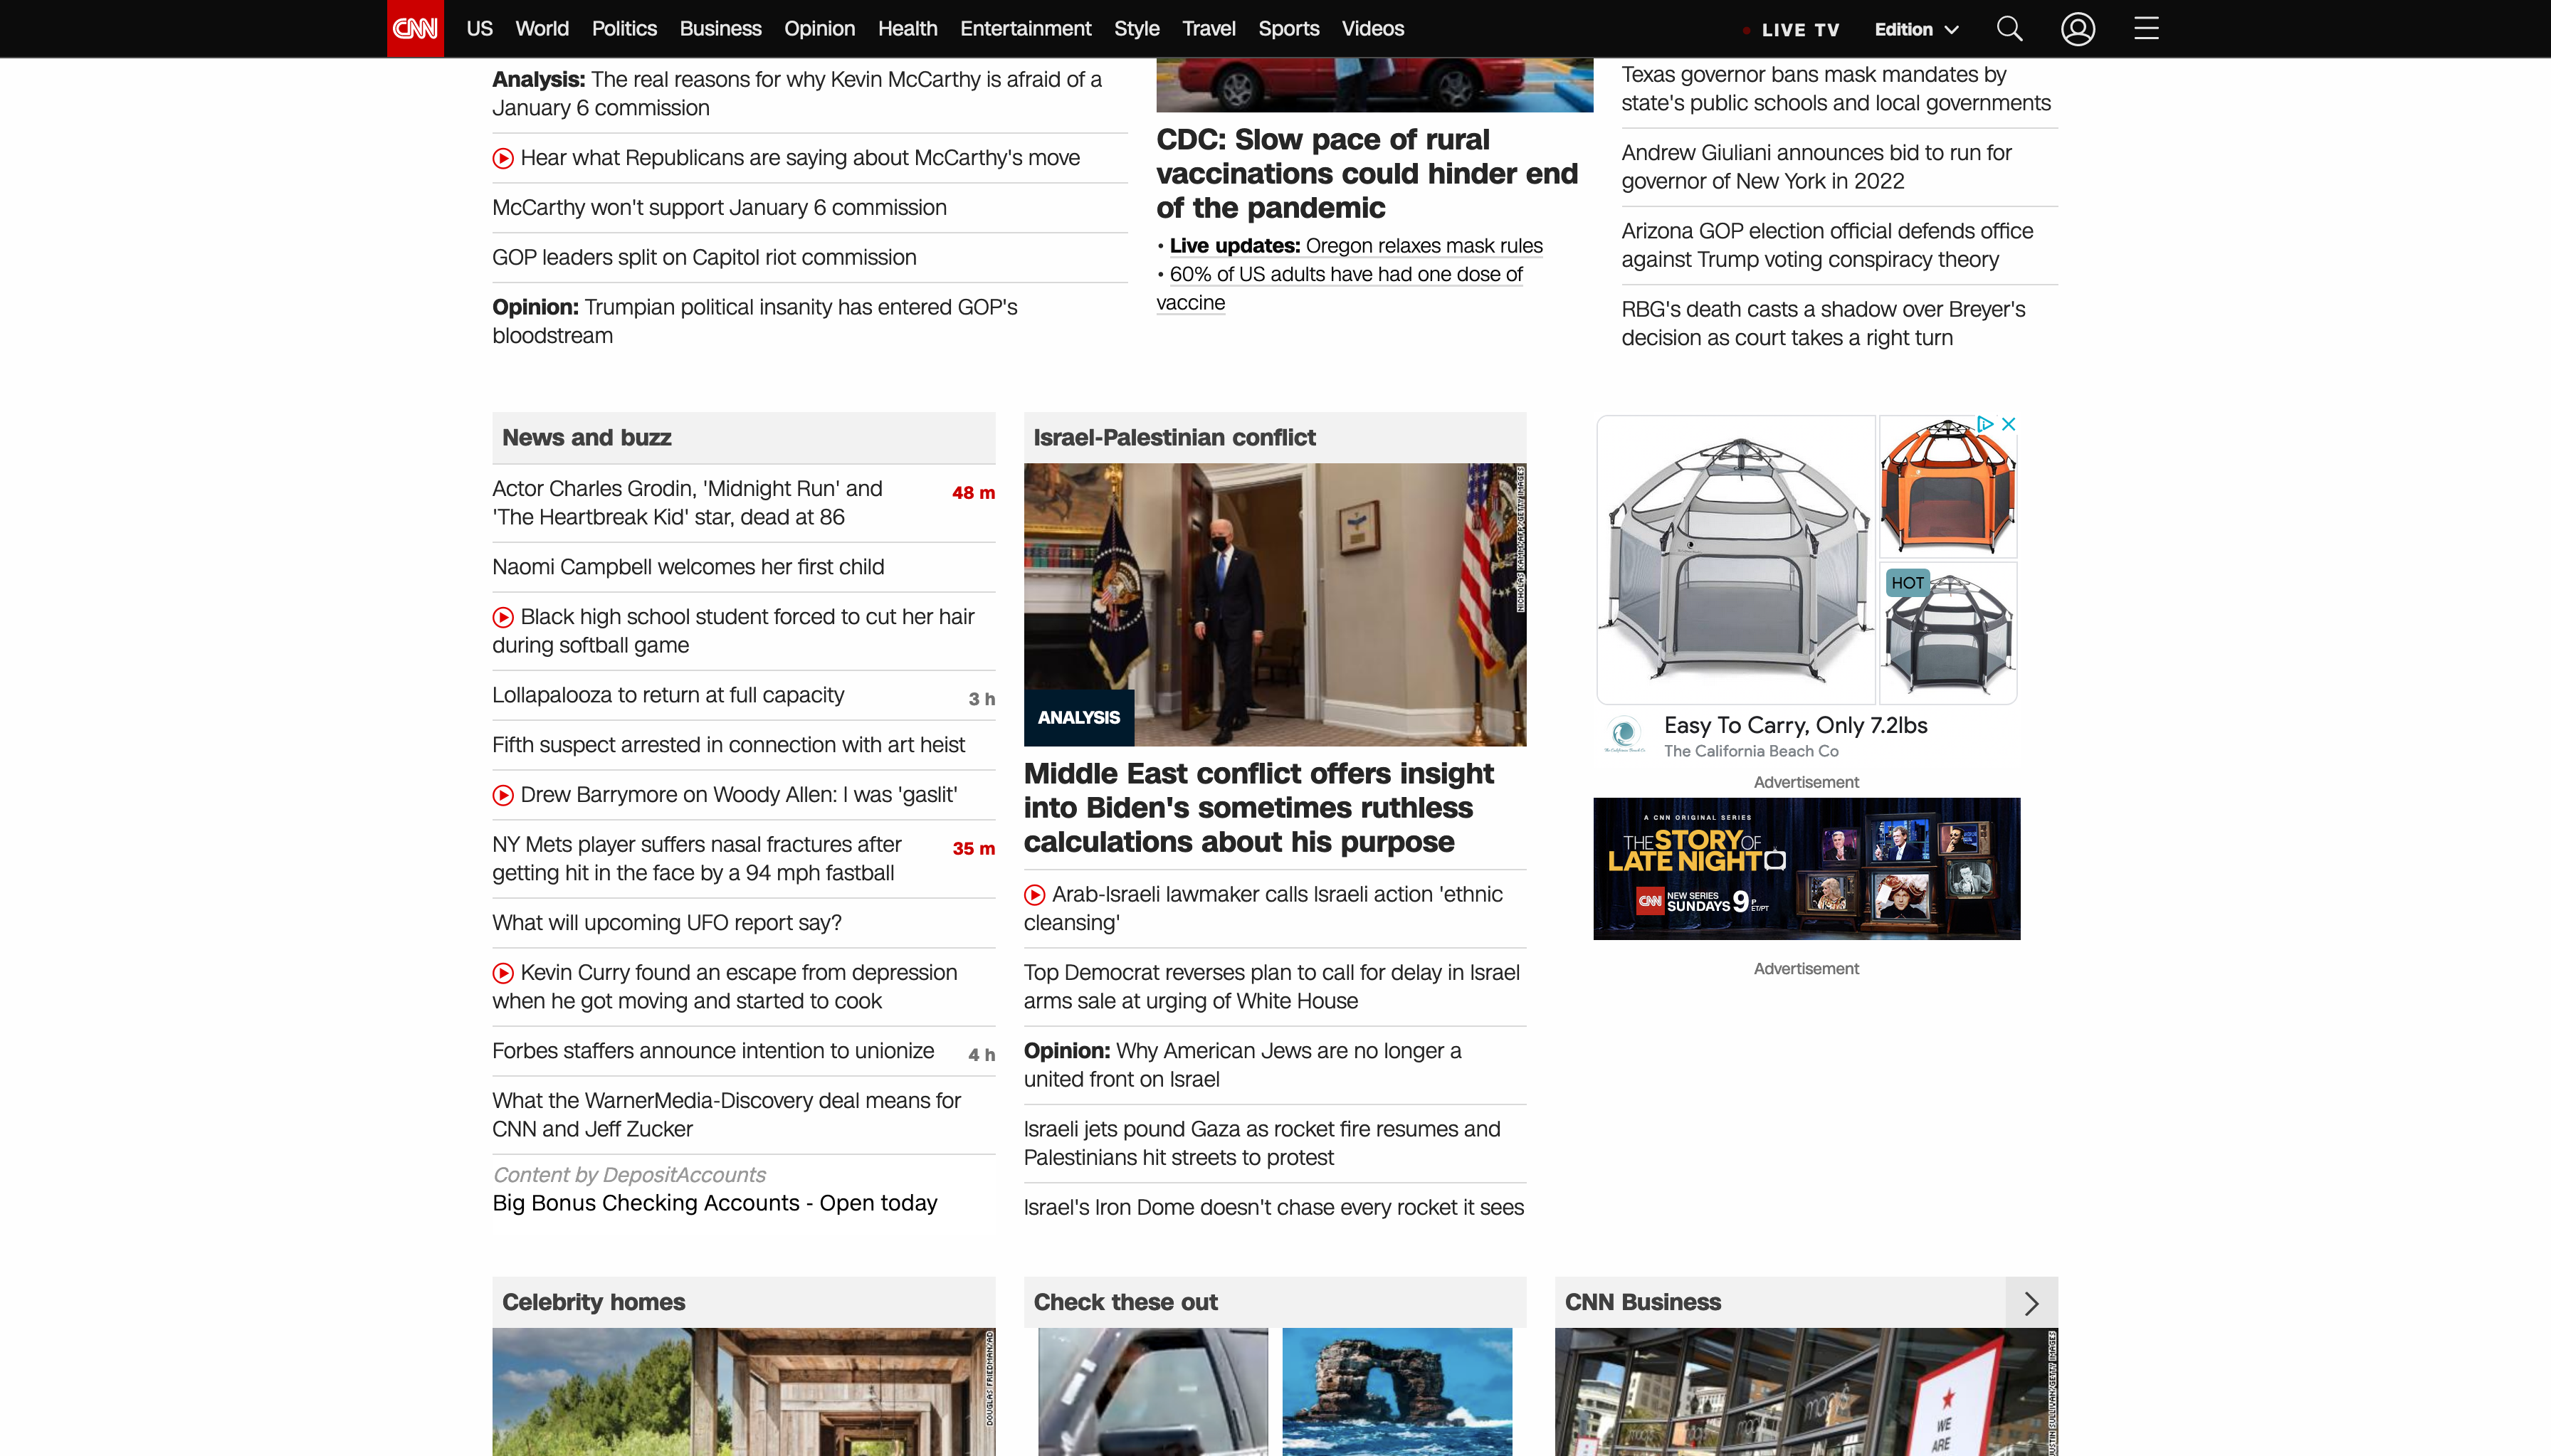 CNN US World Politics Business Opinion Health Entertainment Style Travel Sports Videos LIVE TV Edition
Analysis: The real reasons for why Kevin McCarthy is afraid of a
January 6 commission
Hear what Republicans are saying about McCarthy's move
McCarthy won't support January 6 commission
GOP leaders split on Capitol riot commission
Opinion: Trumpian political insanity has entered GOP's
bloodstream
CDC: Slow pace of rural
vaccinations could hinder end
of the pandemic
• Live updates: Oregon relaxes mask rules
• 60% of US adults have had one dose of
vaccine
Texas governor bans mask mandates by
state's public schools and local governments
Andrew Giuliani announces bid to run for
governor of New York in 2022
Arizona GOP election official defends office
against Trump voting conspiracy theory
RBG's death casts a shadow over Breyer's
decision as court takes a right turn
News and buzz
Actor Charles Grodin, 'Midnight Run' and 48 m
'The Heartbreak Kid' star, dead at 86
Naomi Campbell welcomes her first child
Black high school student forced to cut her hair
during softball game
Lollapalooza to return at full capacity 3 h
Fifth suspect arrested in connection with art heist
Drew Barrymore on Woody Allen: I was 'gaslit'
NY Mets player suffers nasal fractures after 35 m
getting hit in the face by a 94 mph fastball
What will upcoming UFO report say?
Kevin Curry found an escape from depression
when he got moving and started to cook
Forbes staffers announce intention to unionize 4 h
What the WarnerMedia-Discovery deal means for
CNN and Jeff Zucker
Content by DepositAccounts
Big Bonus Checking Accounts - Open today
Israel-Palestinian conflict
NICHOLAS KAMM/AFP/GETTY IMAGES
ANALYSIS
Middle East conflict offers insight
into Biden's sometimes ruthless
calculations about his purpose
Arab-Israeli lawmaker calls Israeli action 'ethnic
cleansing'
Top Democrat reverses plan to call for delay in Israel
arms sale at urging of White House
Opinion: Why American Jews are no longer a
united front on Israel
Israeli jets pound Gaza as rocket fire resumes and
Palestinians hit streets to protest
Israel's Iron Dome doesn't chase every rocket it sees
HOT
Easy To Carry, Only 7.2lbs
The California Beach Co
Advertisement
A CNN ORIGINAL SERIES
THE STORY OF
LATE NIGHT
CNN NEW SERIES
SUNDAYS 9P ET/PT
Advertisement
Celebrity homes
DOUGLAS FRIEDMAN/AD
Check these out
CNN Business
JUSTIN SULLIVAN/GETTY IMAGES
macy's
WE
ARE